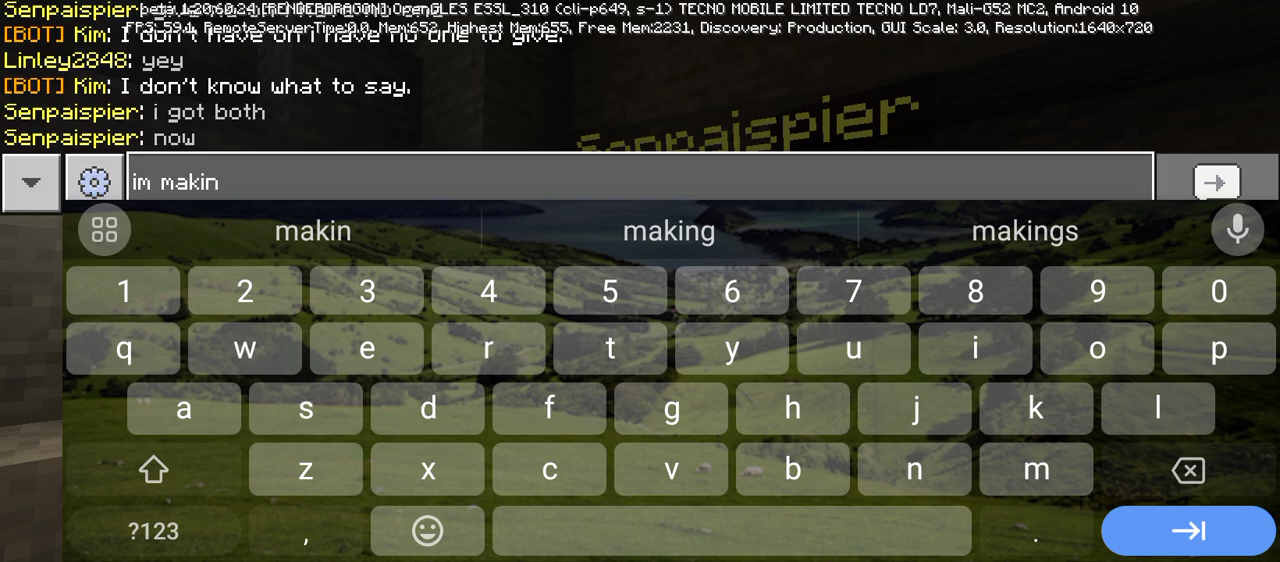 Senpaispier:
beta 1.20.60.24 [RENDERDRAGON] OpenGLES ESSL_310 (cli-p649, s-1) TECNO MOBILE LIMITED TECNO LD7, Mali-G52 MC2, Android 10
FPS:59.1, RemoteServerTime:0.0, Mem:652, Highest Mem:655, Free Mem:2231, Discovery: Production, GUI Scale: 3.0, Resolution:1640x720
[BOT] Kim: I don't have on i have no one to give.
Linley2848: yey
[BOT] Kim: I don't know what to say.
Senpaispier: i got both
Senpaispier: now
Senpaispier
im makin
makin making makings
1 2 3 4 5 6 7 8 9 0
q w e r t y u i o p
a s d f g h j k l
z x c v b n m
?123 , .